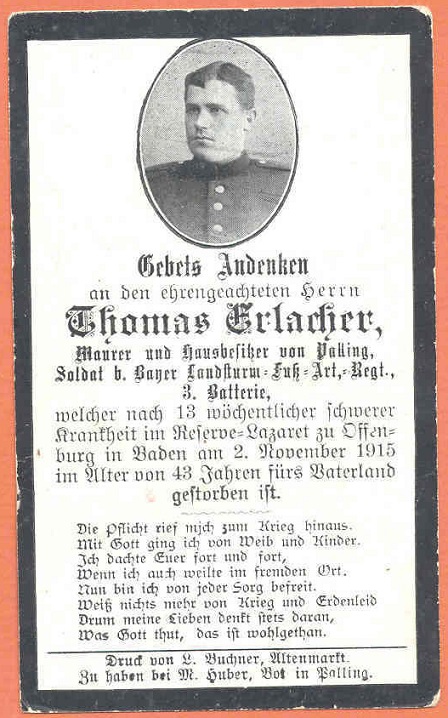 Gebets Andenken
an den ehrengeachteten Herrn
Thomas Erlacher,
Maurer und Hausbesitzer von Palling,
Soldat b. Bayer Landsturm-Fuß-Art,-Regt.,
3. Batterie,
welcher nach 13 wöchentlicher schwerer
Krankheit im Reserve-Lazaret zu Offen-
burg in Baden am 2. November 1915
im Alter von 43 Jahren fürs Vaterland
gestorben ist.
Die Pflicht rief mich zum Krieg hinaus.
Mit Gott ging ich von Weib und Kinder.
Ich dachte Euer fort und fort,
Wenn ich auch weilte im fremden Ort.
Nun bin ich von jeder Sorg befreit.
Weiß nichts mehr von Krieg und Erdenleid
Drum meine Lieben denkt stets daran,
Was Gott thut, das ist wohlgethan.
Druck von L. Buchner, Altenmarkt.
Zu haben bei M. Huber, Bot in Palling.